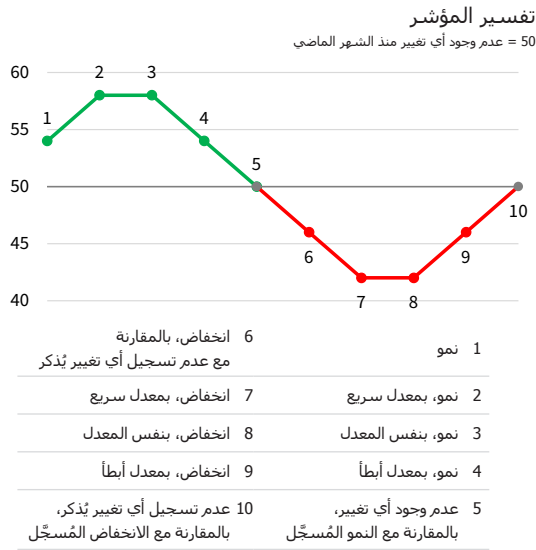 تفسير المؤشر
50 = عدم وجود أي تغيير منذ الشهر الماضي
60
55
50
45
40
1
2
3
4
5
6
7
8
9
10
1 نمو
2 نمو، بمعدل سريع
3 نمو، بنفس المعدل
4 نمو، بمعدل أبطأ
5 عدم وجود أي تغيير،
بالمقارنة مع النمو المُسجَّل
6 انخفاض، بالمقارنة
مع عدم تسجيل أي تغيير يُذكر
7 انخفاض، بمعدل سريع
8 انخفاض، بنفس المعدل
9 انخفاض، بمعدل أبطأ
10 عدم تسجيل أي تغيير يُذكر،
بالمقارنة مع الانخفاض المُسجَّل